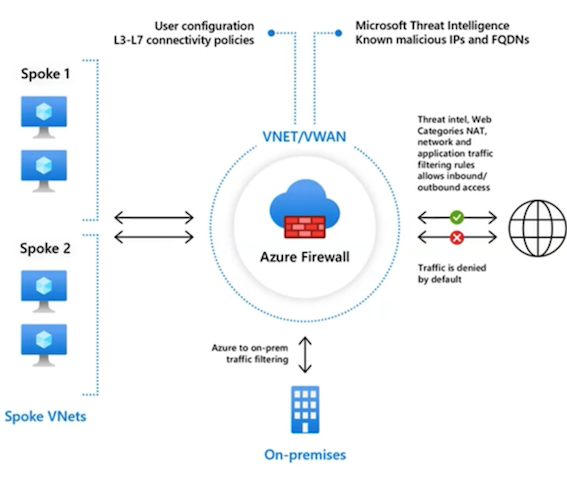 User configuration
L3-L7 connectivity policies
Microsoft Threat Intelligence
Known malicious IPs and FQDNs
Spoke 1
VNET/VWAN
Threat intel, Web
Categories NAT,
network and
application traffic
filtering rules
allows inbound/
outbound access
Spoke 2
Azure Firewall
Traffic is denied
by default
Azure to on-prem
traffic filtering
Spoke VNets
On-premises